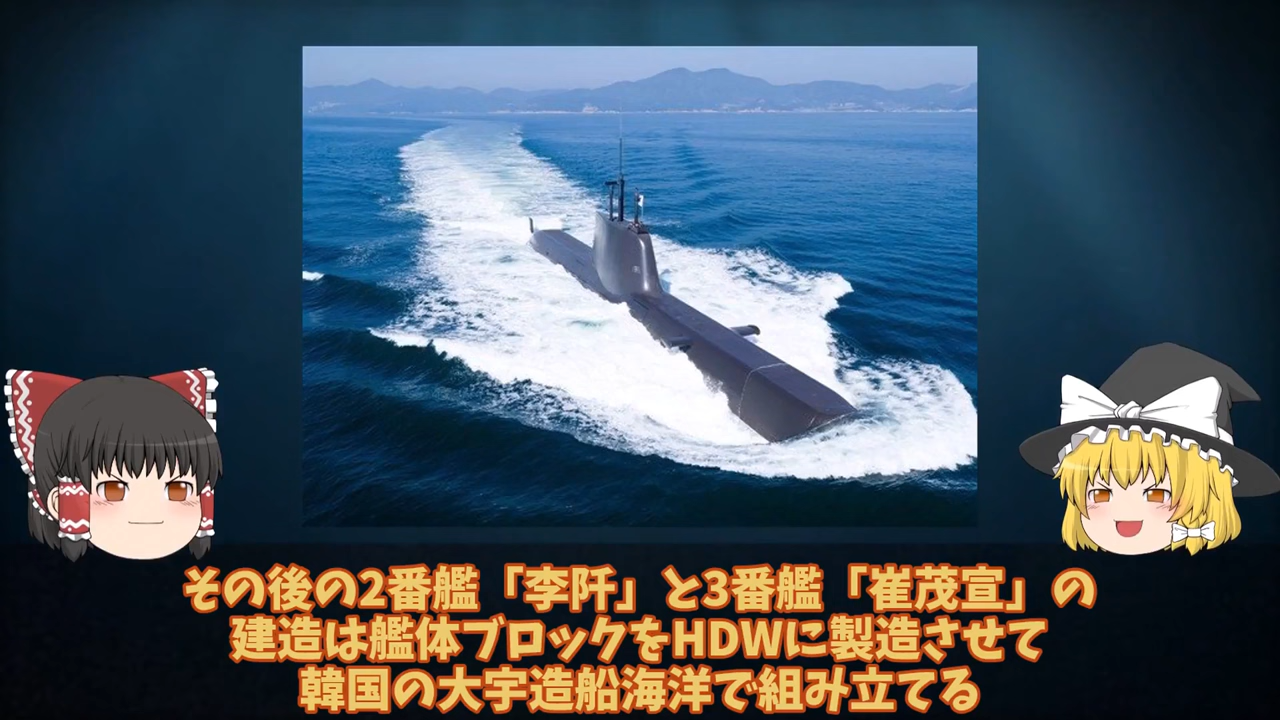 その後の2番艦「李阡」と3番艦「崔茂宣」の
建造は艦体ブロックをHDWに製造させて
韓国の大宇造船海洋で組み立てる